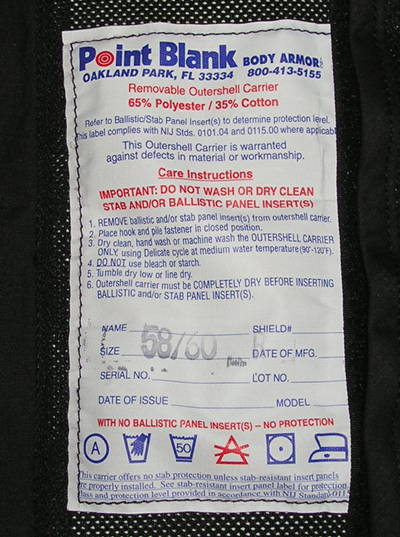 Point Blank BODY ARMOR
OAKLAND PARK, FL 33334 800-413-5155
Removable Outershell Carrier
65% Polyester / 35% Cotton
Refer to Ballistic/Stab Panel Insert(s) to determine protection level.
This label complies with NIJ Stds. 0101.04 and 0115.00 where applicabl
This Outershell Carrier is warranted
against defects in material or workmanship.
Care Instructions
IMPORTANT: DO NOT WASH OR DRY CLEAN
STAB AND/OR BALLISTIC PANEL INSERT(S)
1. REMOVE ballistic and/or stab panel insert(s) from outershell carrier.
2. Place hook and pile fastener in closed position.
3. Dry clean, hand wash or machine wash the OUTERSHELL CARRIER
ONLY, using Delicate cycle at medium water temperature (90°-120°F).
4. DO NOT use bleach or starch.
5. Tumble dry low or line dry.
6. Outershell carrier must be COMPLETELY DRY BEFORE INSERTING
BALLISTIC and/or STAB PANEL INSERT(S).
NAME SHIELD#
SIZE 58/60 DATE OF MFG.
SERIAL NO. LOT NO.
DATE OF ISSUE MODEL
WITH NO BALLISTIC PANEL INSERT(S) - NO PROTECTION
A 50
This carrier offers no stab protection unless stab-resistant insert panels
are properly installed. See stab-resistant insert panel label for protection
class and protection level provided in accordance with NIJ Standard-0115